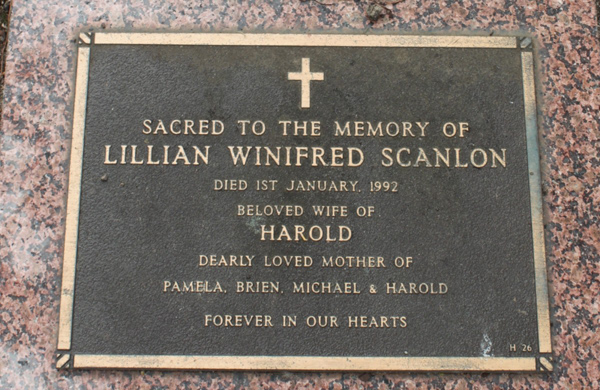 SACRED TO THE MEMORY OF
LILLIAN WINIFRED SCANLON
DIED 1ST JANUARY, 1992
BELOVED WIFE OF
HAROLD
DEARLY LOVED MOTHER OF
PAMELA, BRIEN, MICHAEL & HAROLD
FOREVER IN OUR HEARTS
H 26